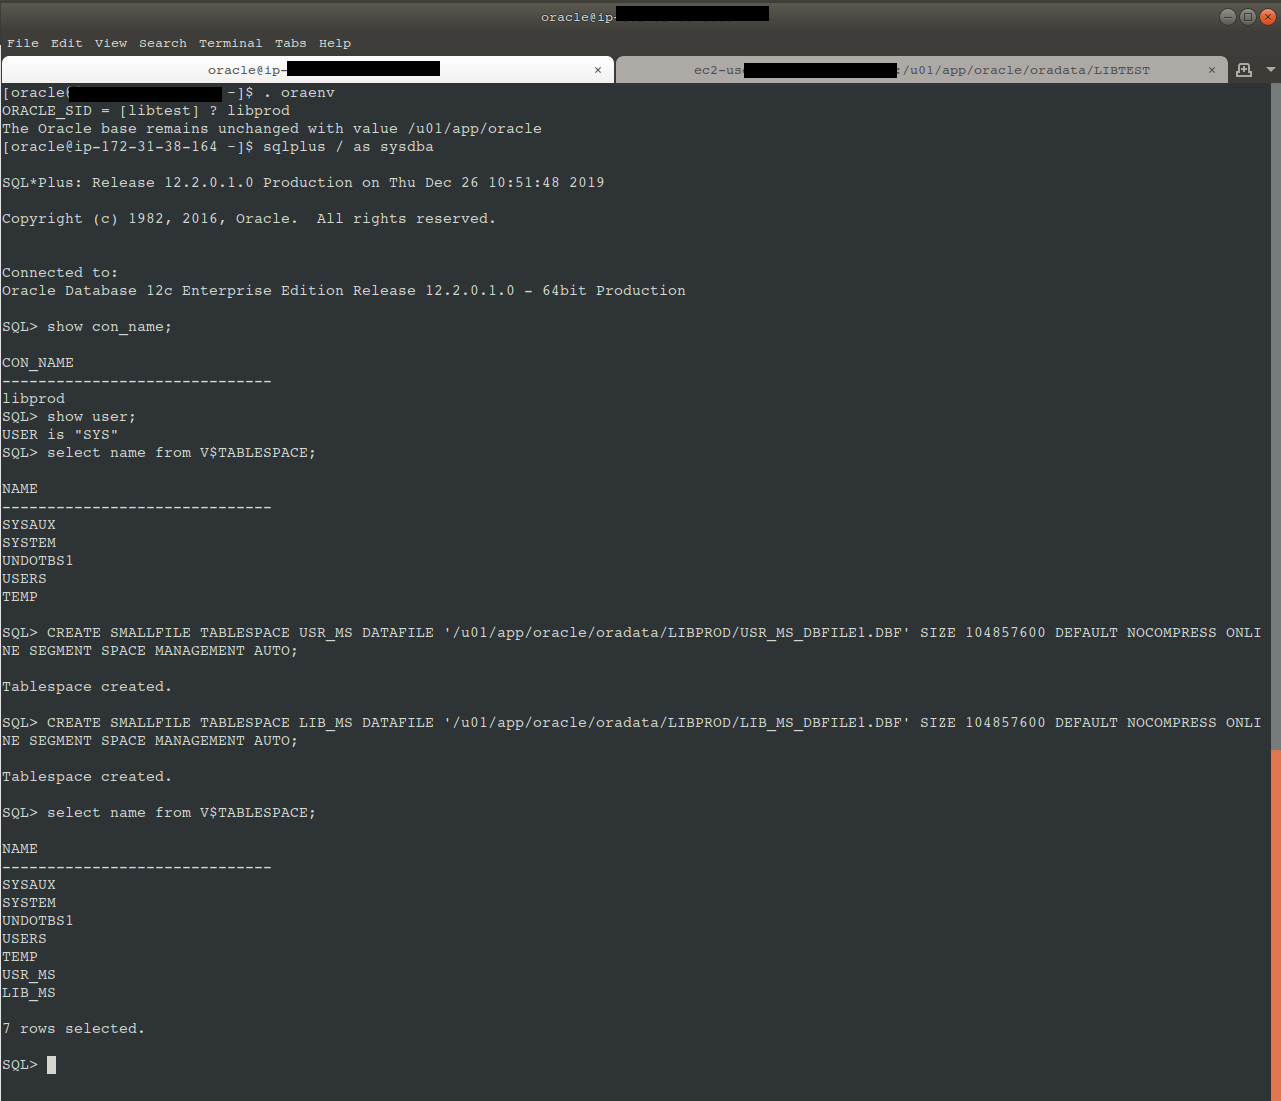 oracle@ip-
File Edit View Search Terminal Tabs Help
oracle@ip- × ec2-us :/u01/app/oracle/oradata/LIBTEST ×
[oracle@ ~]$ . oraenv
ORACLE_SID = [libtest] ? libprod
The Oracle base remains unchanged with value /u01/app/oracle
[oracle@ip-172-31-38-164 ~]$ sqlplus / as sysdba
SQL*Plus: Release 12.2.0.1.0 Production on Thu Dec 26 10:51:48 2019
Copyright (c) 1982, 2016, Oracle.  All rights reserved.
Connected to:
Oracle Database 12c Enterprise Edition Release 12.2.0.1.0 - 64bit Production
SQL> show con_name;
CON_NAME
------------------------------
libprod
SQL> show user;
USER is "SYS"
SQL> select name from V$TABLESPACE;
NAME
------------------------------
SYSAUX
SYSTEM
UNDOTBS1
USERS
TEMP
SQL> CREATE SMALLFILE TABLESPACE USR_MS DATAFILE '/u01/app/oracle/oradata/LIBPROD/USR_MS_DBFILE1.DBF' SIZE 104857600 DEFAULT NOCOMPRESS ONLI
NE SEGMENT SPACE MANAGEMENT AUTO;
Tablespace created.
SQL> CREATE SMALLFILE TABLESPACE LIB_MS DATAFILE '/u01/app/oracle/oradata/LIBPROD/LIB_MS_DBFILE1.DBF' SIZE 104857600 DEFAULT NOCOMPRESS ONLI
NE SEGMENT SPACE MANAGEMENT AUTO;
Tablespace created.
SQL> select name from V$TABLESPACE;
NAME
------------------------------
SYSAUX
SYSTEM
UNDOTBS1
USERS
TEMP
USR_MS
LIB_MS
7 rows selected.
SQL>